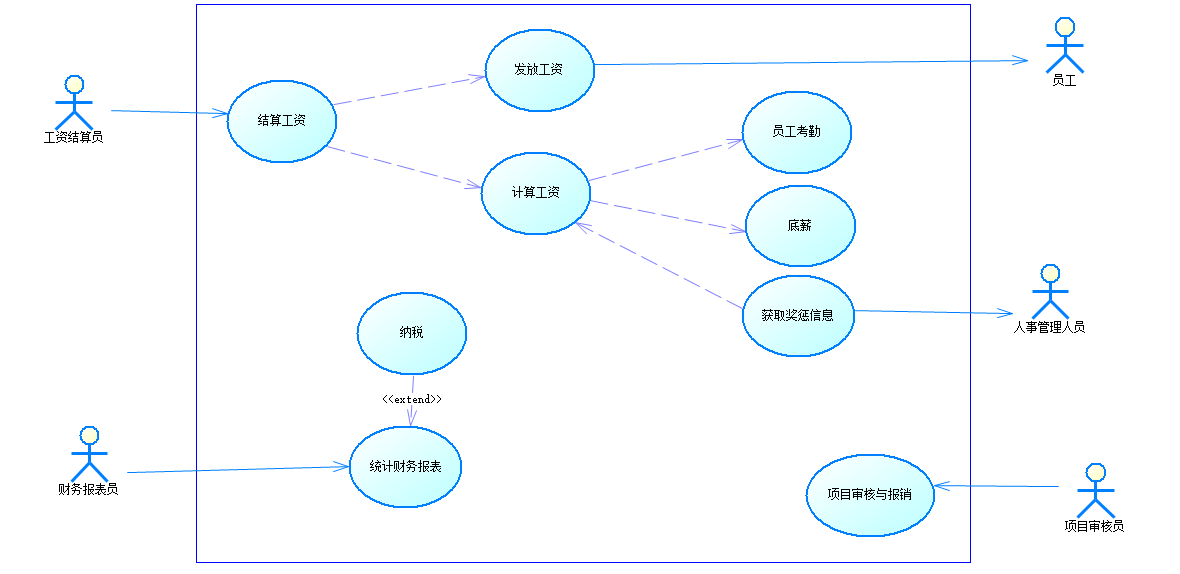 发放工资
员工
结算工资
工资结算员
员工考勤
计算工资
底薪
获取奖惩信息
人事管理人员
纳税
<<extend>>
统计财务报表
财务报表员
项目审核与报销
项目审核员